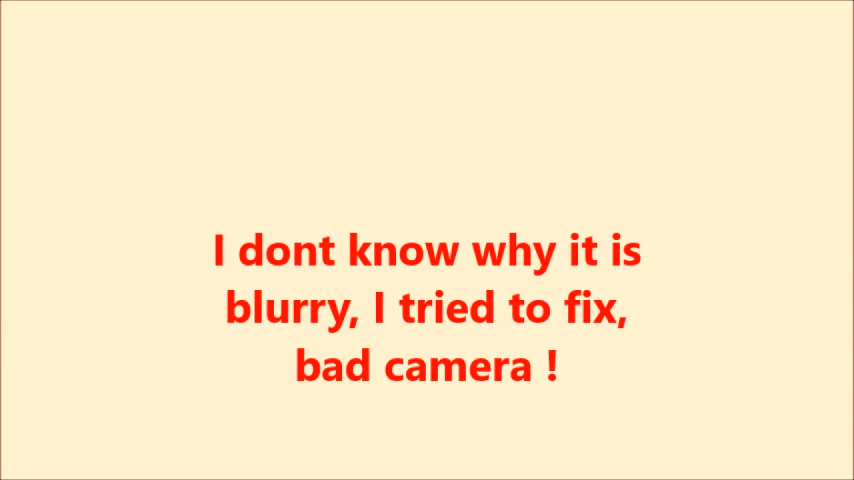 I dont know why it is
blurry, I tried to fix,
bad camera !